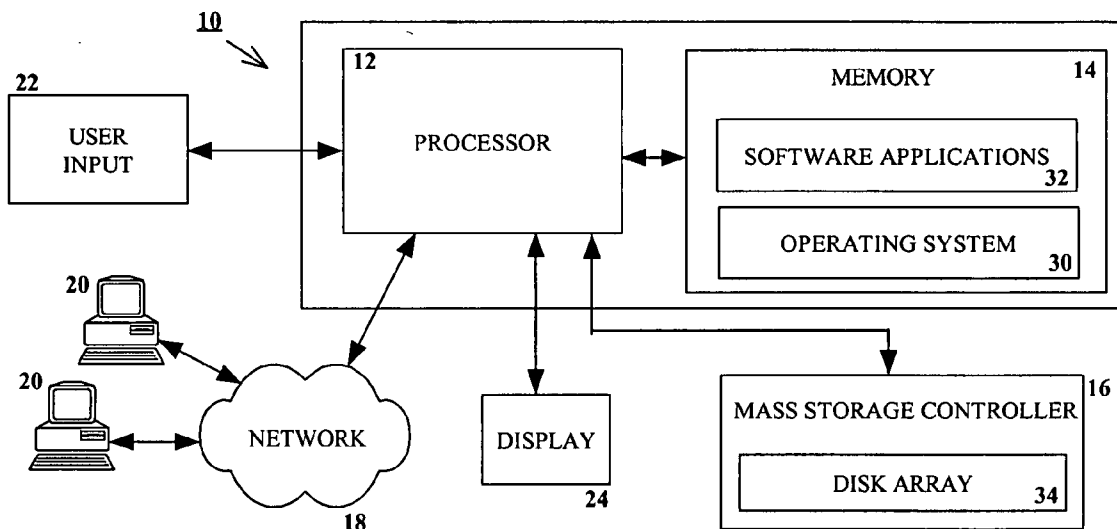 10
12
PROCESSOR
14
MEMORY
SOFTWARE APPLICATIONS
32
OPERATING SYSTEM
30
22
USER
INPUT
20
20
NETWORK
18
DISPLAY
24
16
MASS STORAGE CONTROLLER
DISK ARRAY
34